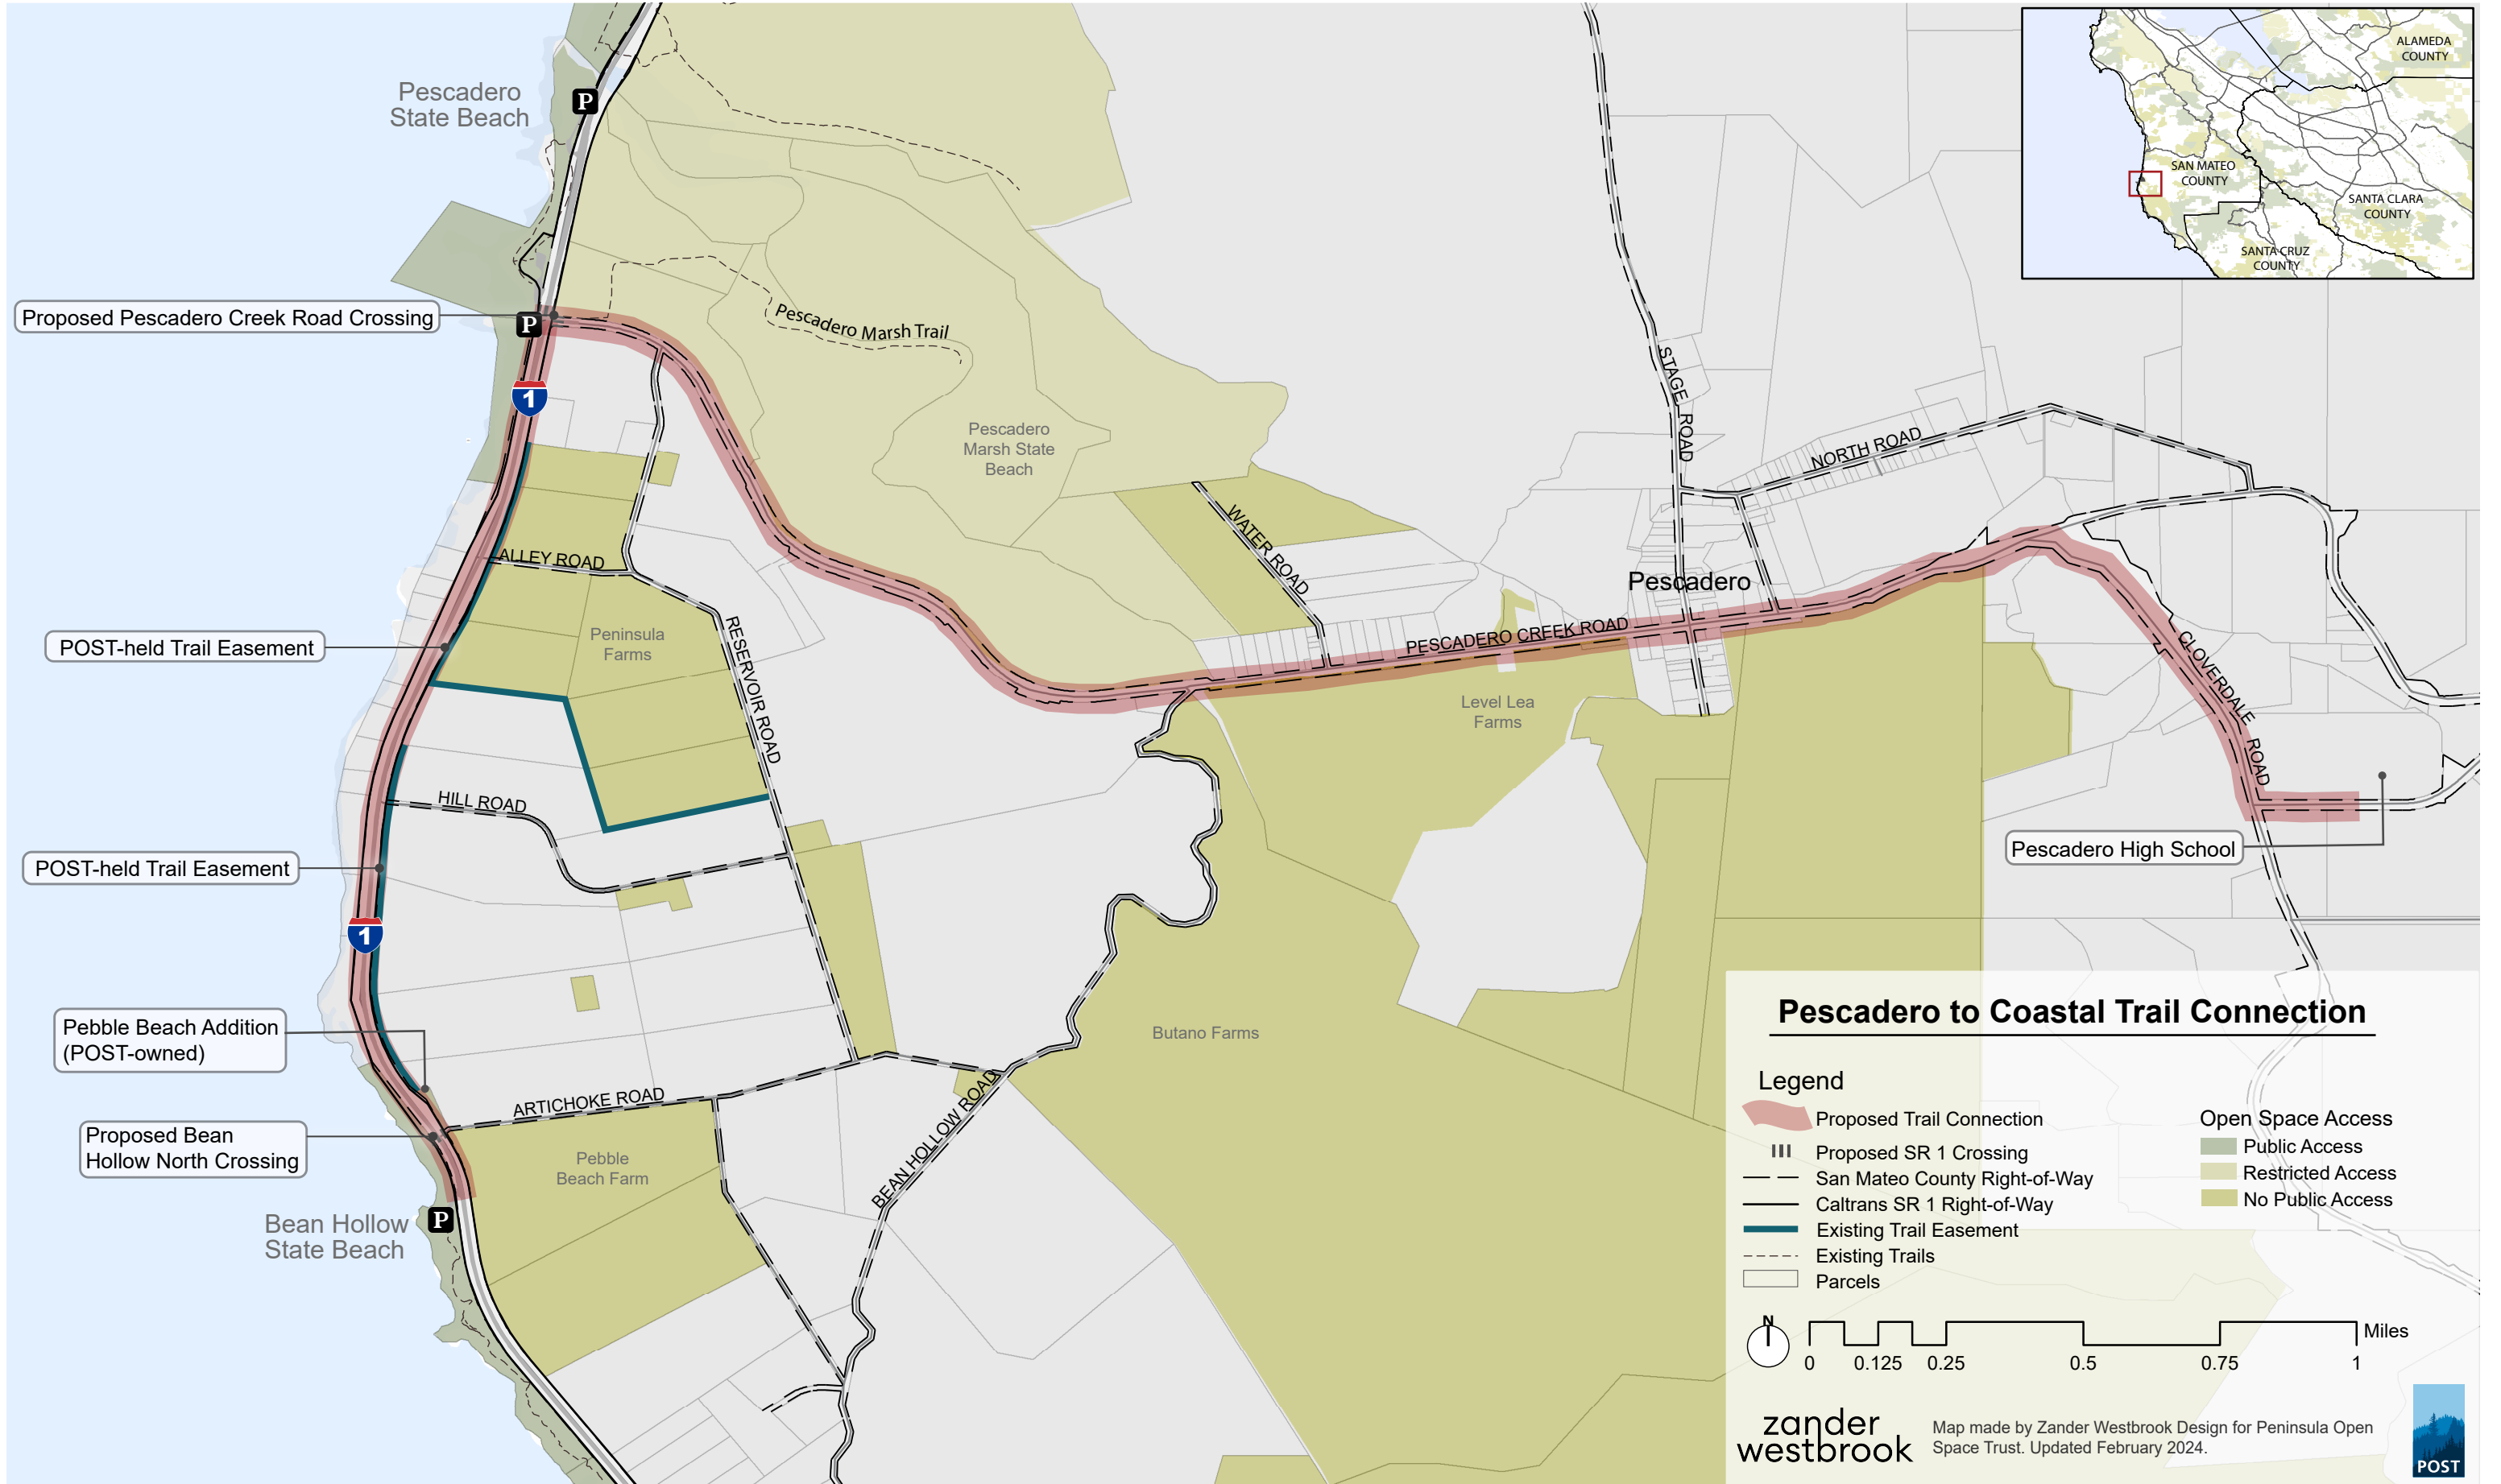 Pescadero
State Beach
P
Proposed Pescadero Creek Road Crossing
P
1
Pescadero Marsh Trail
Pescadero
Marsh State
Beach
STAGE ROAD
NORTH ROAD
WATER ROAD
ALLEY ROAD
Peninsula
Farms
RESERVOIR ROAD
POST-held Trail Easement
Pescadero
PESCADERO CREEK ROAD
Level Lea
Farms
CLOVERDALE ROAD
Pescadero High School
HILL ROAD
POST-held Trail Easement
1
Pebble Beach Addition
(POST-owned)
Butano Farms
ARTICHOKE ROAD
BEAN HOLLOW ROAD
Proposed Bean
Hollow North Crossing
Pebble
Beach Farm
P
Bean Hollow
State Beach
ALAMEDA
COUNTY
SAN MATEO
COUNTY
SANTA CLARA
COUNTY
SANTA CRUZ
COUNTY
Pescadero to Coastal Trail Connection
Legend
Proposed Trail Connection
Proposed SR 1 Crossing
San Mateo County Right-of-Way
Caltrans SR 1 Right-of-Way
Existing Trail Easement
Existing Trails
Parcels
Open Space Access
Public Access
Restricted Access
No Public Access
N
Miles
0 0.125 0.25 0.5 0.75 1
zander
westbrook
Map made by Zander Westbrook Design for Peninsula Open
Space Trust. Updated February 2024.
POST